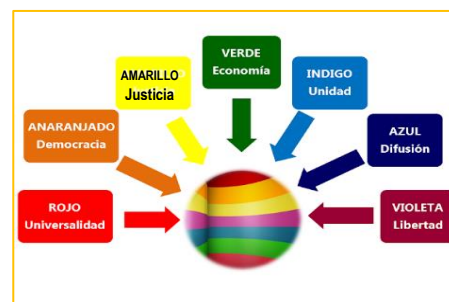 VERDE
Economía
AMARILLO
Justicia
INDIGO
Unidad
ANARANJADO
Democracia
AZUL
Difusión
ROJO
Universalidad
VIOLETA
Libertad